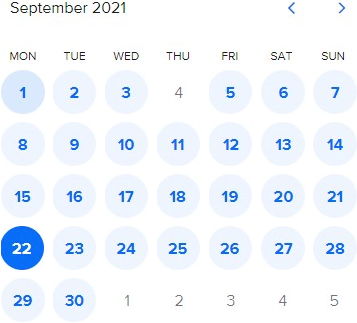 September 2021
MON TUE WED THU FRI SAT SUN
1 2 3 4 5 6 7
8 9 10 11 12 13 14
15 16 17 18 19 20 21
22 23 24 25 26 27 28
29 30 1 2 3 4 5